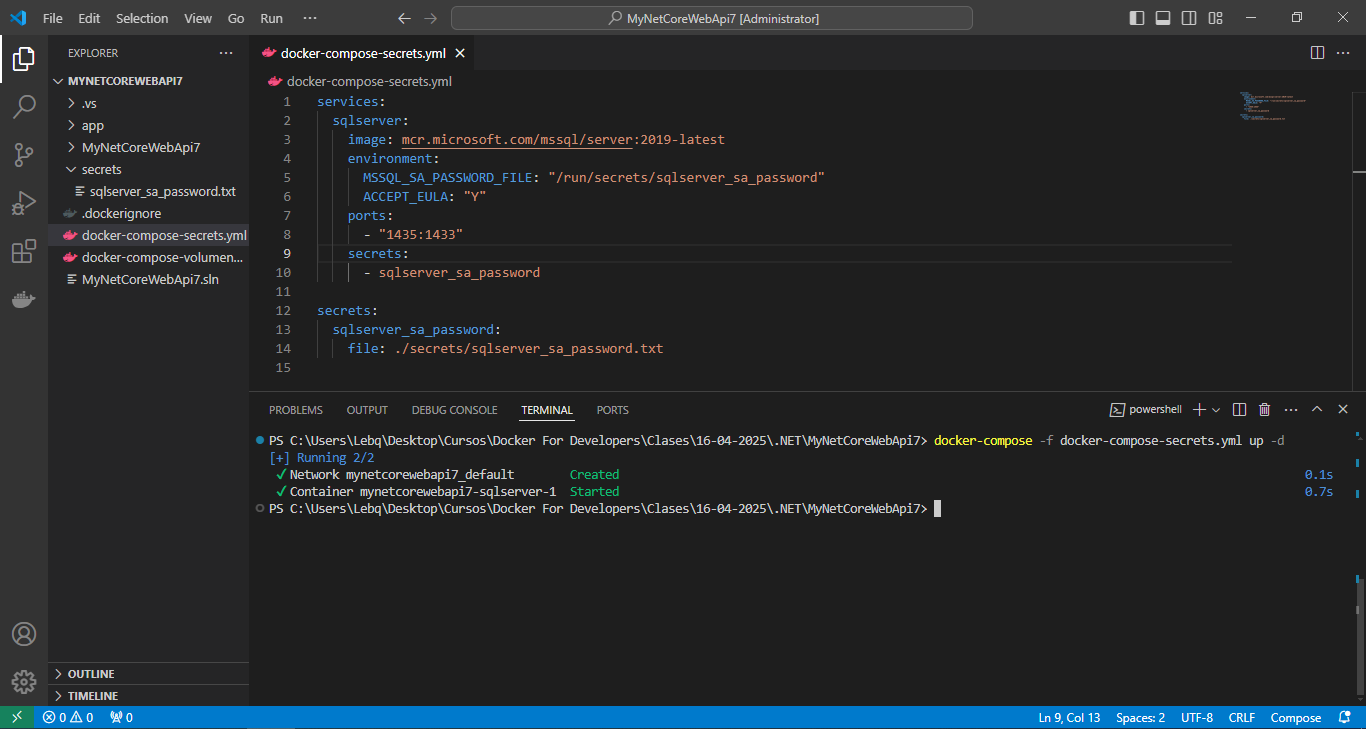 File Edit Selection View Go Run ···
MyNetCoreWebApi7 [Administrator]
EXPLORER ···
MYNETCOREWEBAPI7
.vs
app
MyNetCoreWebApi7
secrets
sqlserver_sa_password.txt
.dockerignore
docker-compose-secrets.yml
docker-compose-volumen...
MyNetCoreWebApi7.sln
OUTLINE
TIMELINE
docker-compose-secrets.yml
docker-compose-secrets.yml
1 services:
2 sqlserver:
3 image: mcr.microsoft.com/mssql/server:2019-latest
4 environment:
5 MSSQL_SA_PASSWORD_FILE: "/run/secrets/sqlserver_sa_password"
6 ACCEPT_EULA: "Y"
7 ports:
8 - "1435:1433"
9 secrets:
10 - sqlserver_sa_password
11
12 secrets:
13 sqlserver_sa_password:
14 file: ./secrets/sqlserver_sa_password.txt
15
PROBLEMS OUTPUT DEBUG CONSOLE TERMINAL PORTS powershell
PS C:\Users\Lebq\Desktop\Cursos\Docker For Developers\Clases\16-04-2025\.NET\MyNetCoreWebApi7> docker-compose -f docker-compose-secrets.yml up -d
[+] Running 2/2
✓Network mynetcorewebapi7_default Created 0.1s
✓Container mynetcorewebapi7-sqlserver-1 Started 0.7s
PS C:\Users\Lebq\Desktop\Cursos\Docker For Developers\Clases\16-04-2025\.NET\MyNetCoreWebApi7>
0 0 0 Ln 9, Col 13 Spaces: 2 UTF-8 CRLF Compose